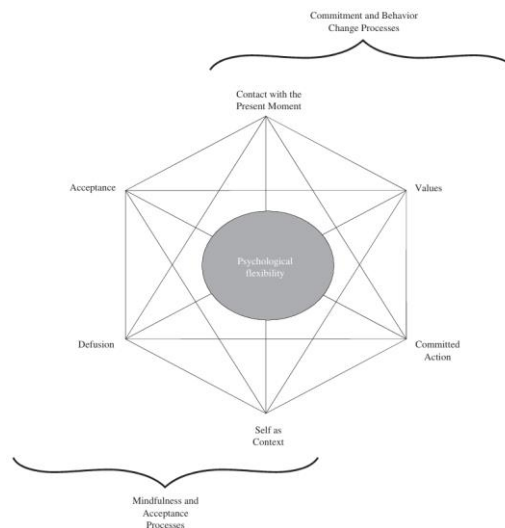 Commitment and Behavior
Change Processes
Contact with the
Present Moment
Acceptance
Values
Psychological
flexibility
Defusion
Committed
Action
Self as
Context
Mindfulness and
Acceptance
Processes